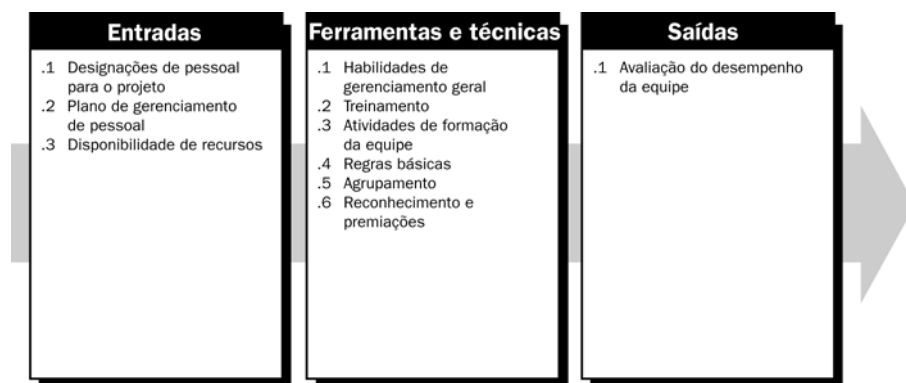 Entradas
.1 Designações de pessoal
para o projeto
.2 Plano de gerenciamento
de pessoal
.3 Disponibilidade de recursos
Ferramentas e técnicas
.1 Habilidades de
gerenciamento geral
.2 Treinamento
.3 Atividades de formação
da equipe
.4 Regras básicas
.5 Agrupamento
.6 Reconhecimento e
premiações
Saídas
.1 Avaliação do desempenho
da equipe